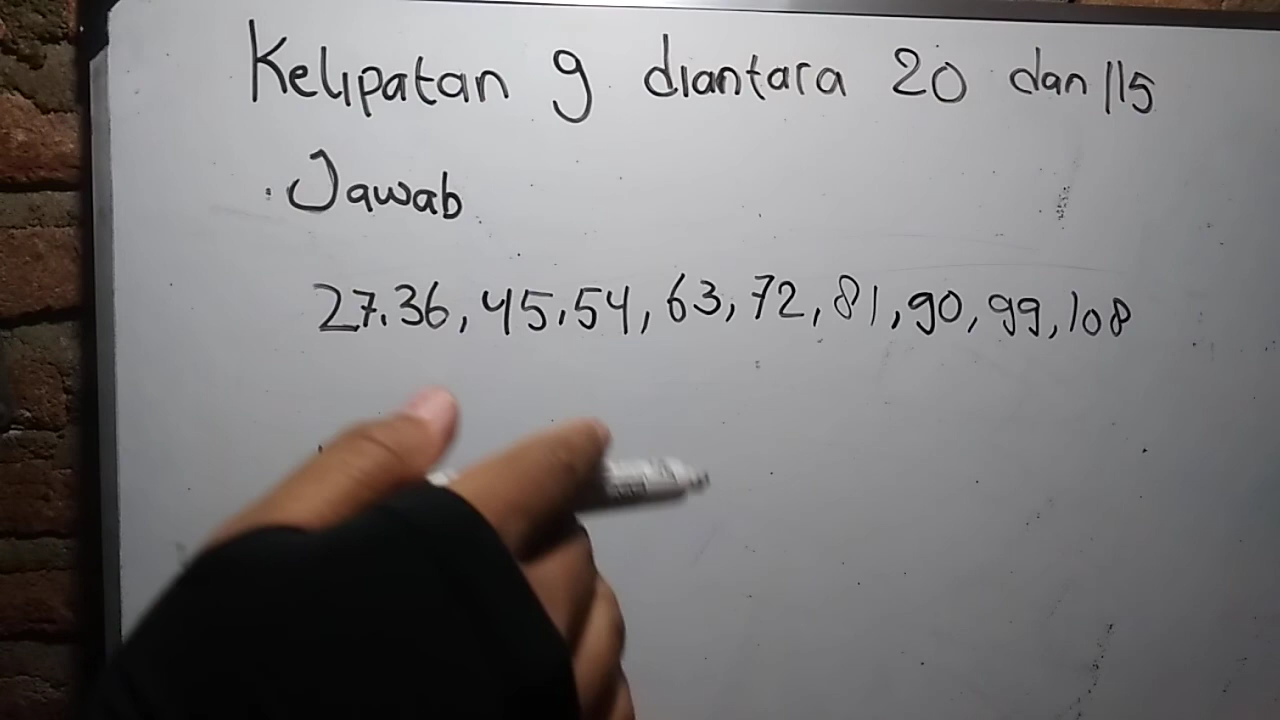 Kelipatan 9 diantara 20 dan 115
Jawab
27.36, 45.54, 63, 72, 81, 90, 99, 108